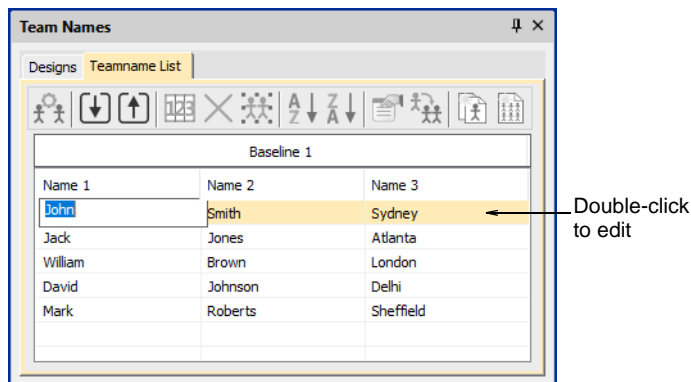 Team Names
Designs Teamname List
123 A Z Z A
Baseline 1
Name 1 Name 2 Name 3
John Smith Sydney
Jack Jones Atlanta
William Brown London
David Johnson Delhi
Mark Roberts Sheffield
Double-click
to edit